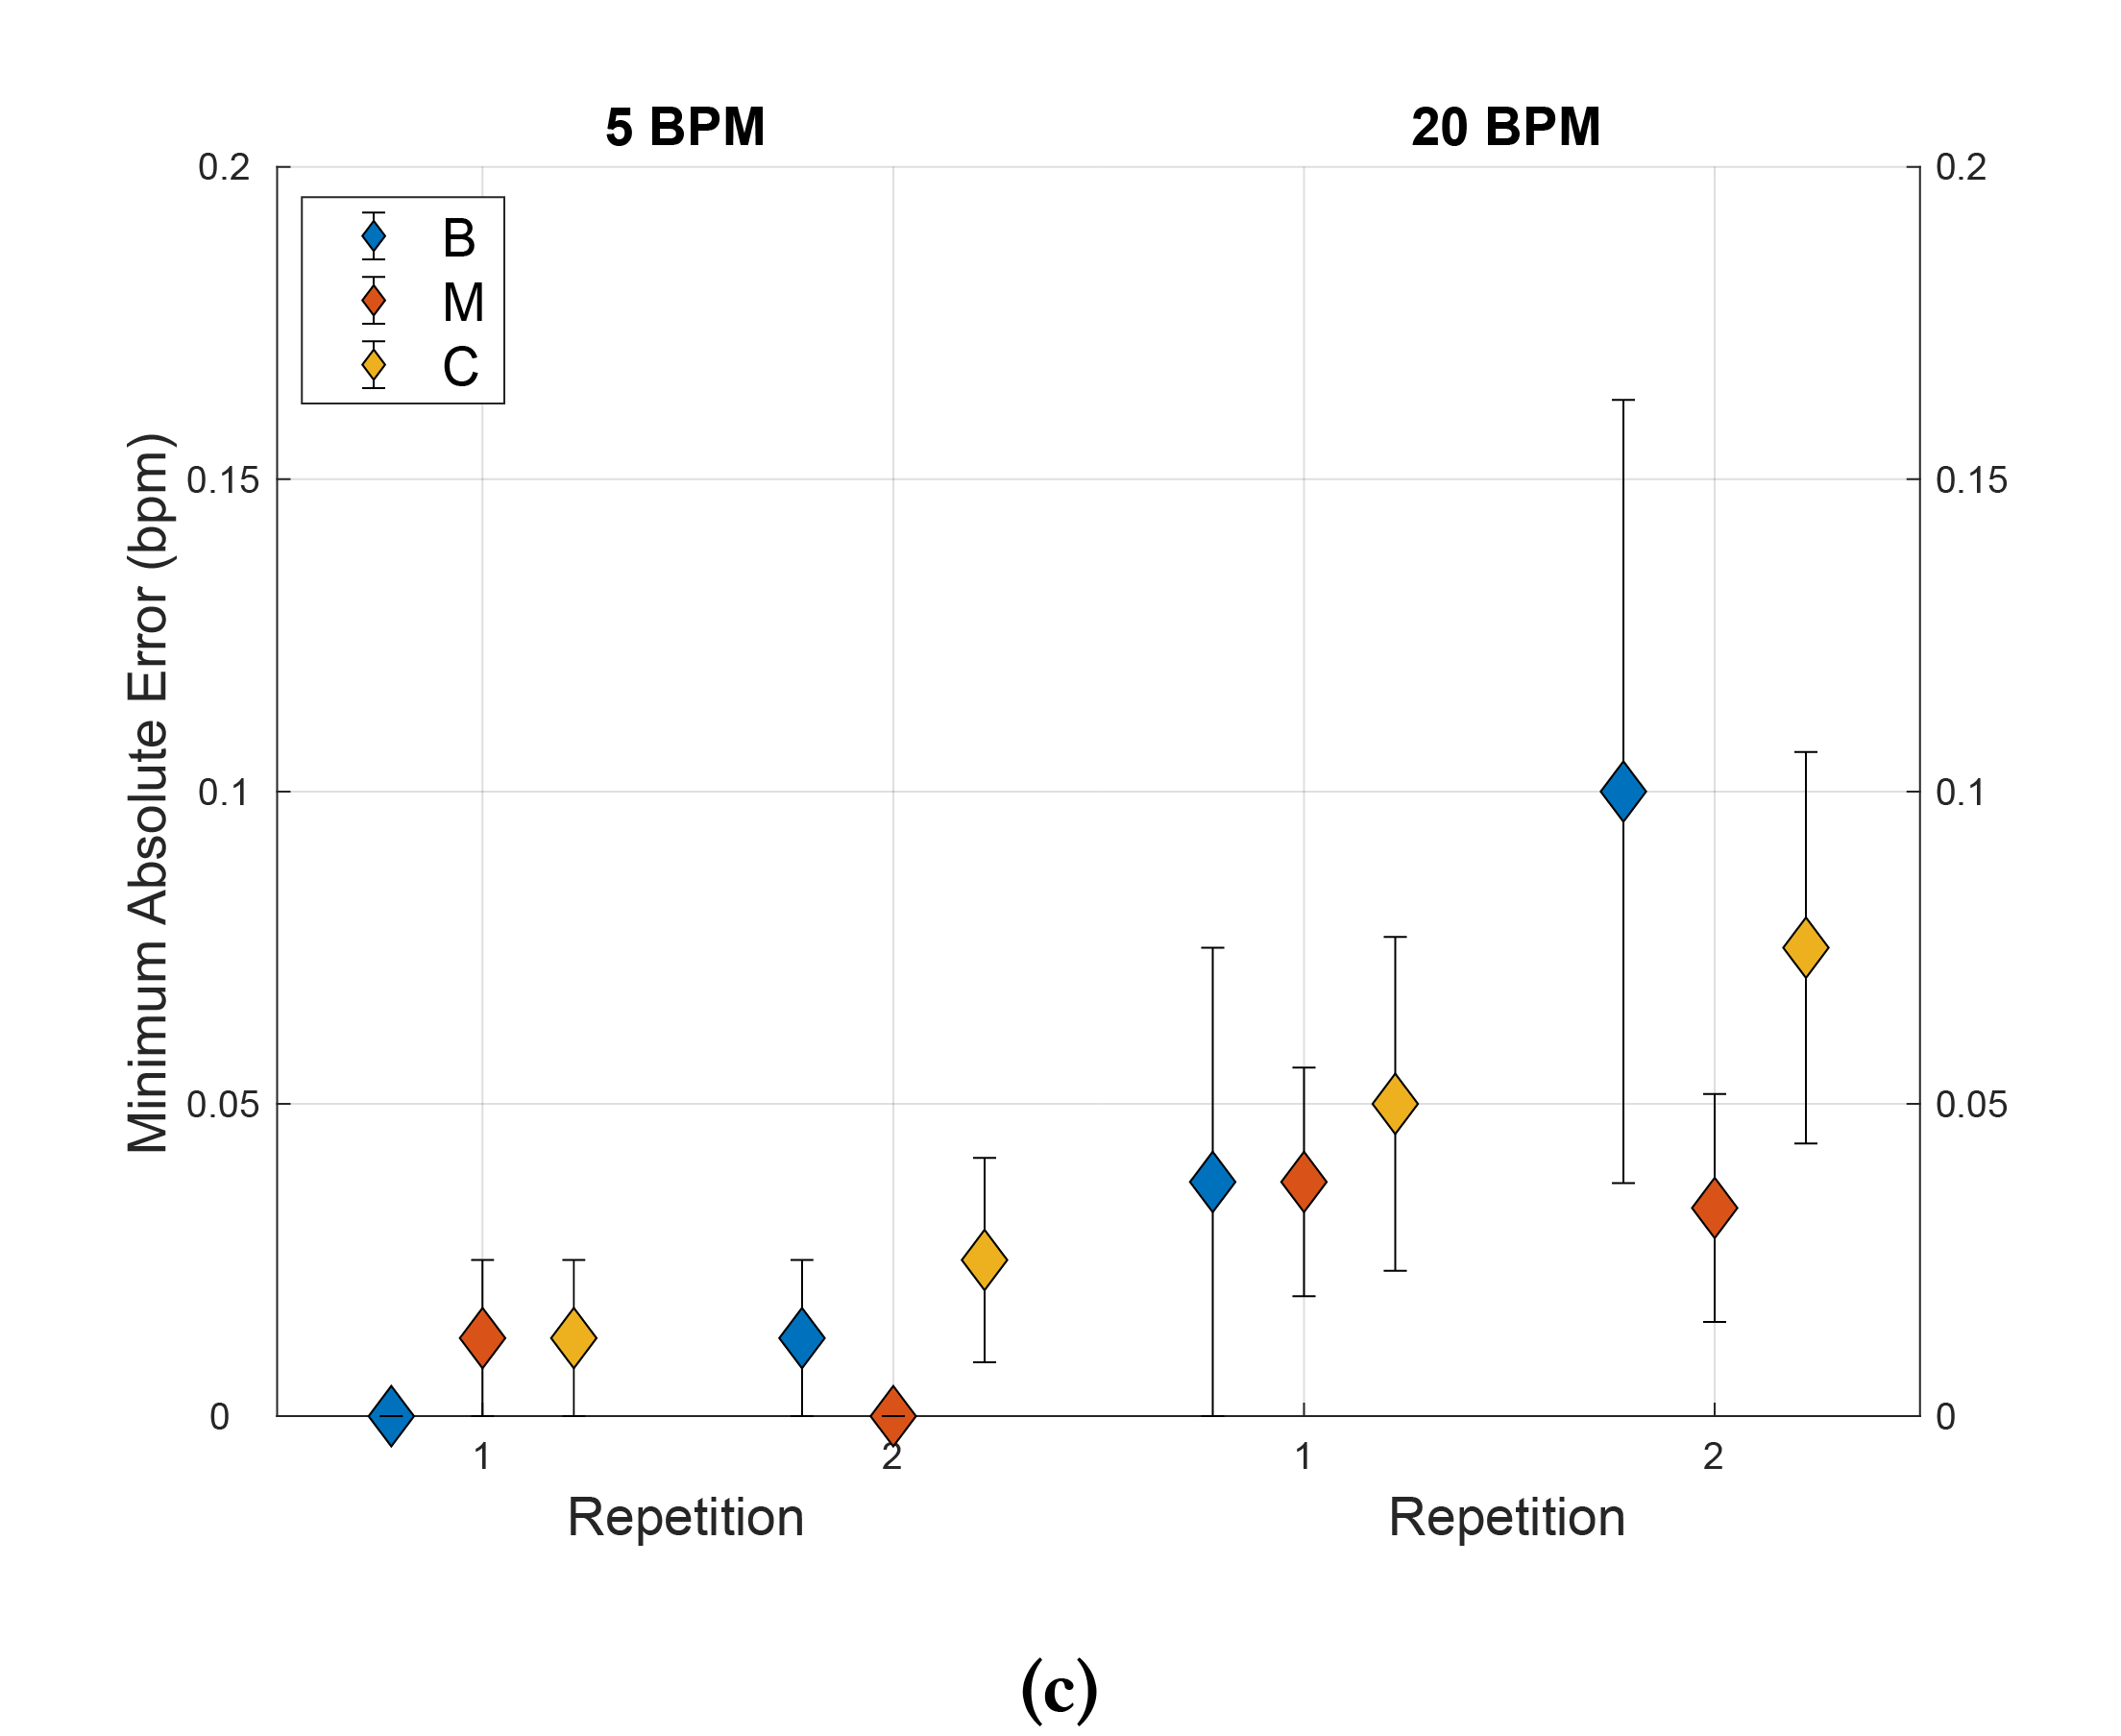 5 BPM 20 BPM
0.2 0.2
B
M
C
0.15 0.15
0.1 0.1
0.05 0.05
0 0
Minimum Absolute Error (bpm)
1 2 1 2
Repetition Repetition
(c)